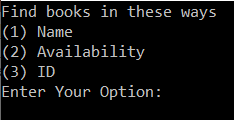 Find books in these ways
(1) Name
(2) Availability
(3) ID
Enter Your Option: